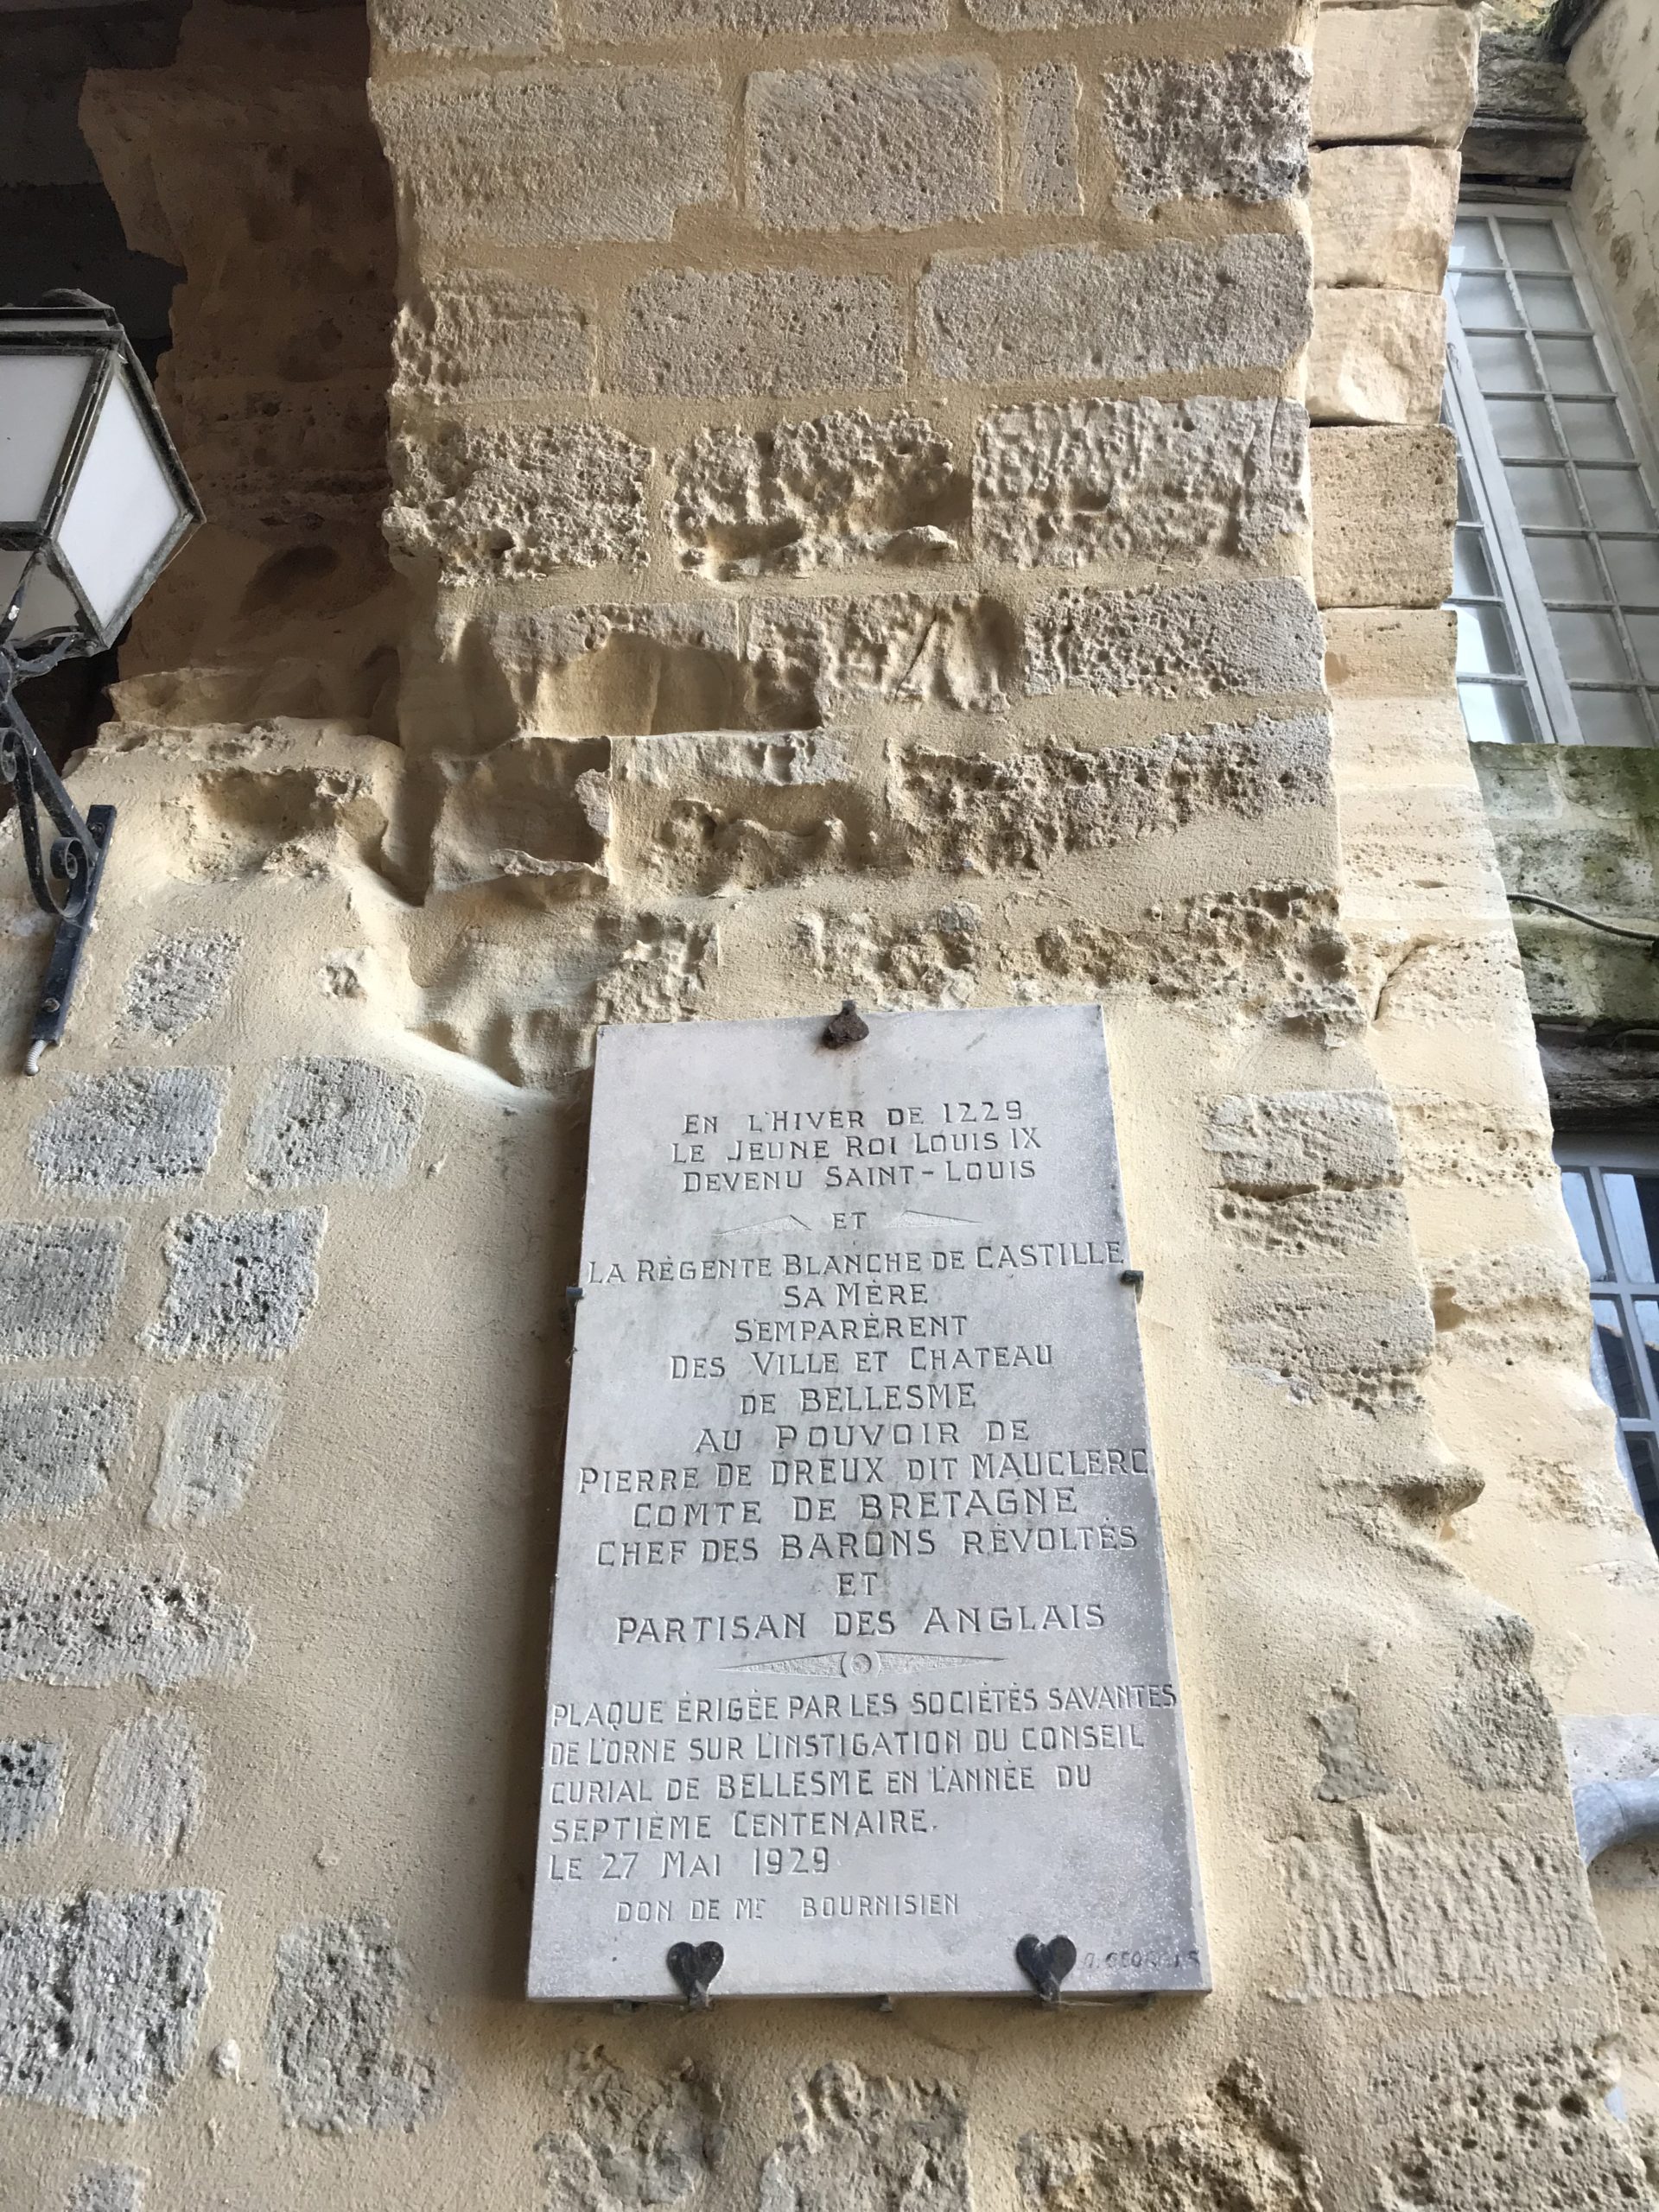 EN L'HIVER DE 1229
LE JEUNE ROI LOUIS IX
DEVENU SAINT-LOUIS
ET
LA RÉGENTE BLANCHE DE CASTILLE
SA MÈRE
S'EMPARÈRENT
DES VILLE ET CHATEAU
DE BELLESME
AU POUVOIR DE
PIERRE DE DREUX DIT MAUCLERC
COMTE DE BRETAGNE
CHEF DES BARONS RÉVOLTÉS
ET
PARTISAN DES ANGLAIS
PLAQUE ÉRIGÉE PAR LES SOCIÉTÉS SAVANTES
DE L'ORNE SUR L'INSTIGATION DU CONSEIL
CURIAL DE BELLESME EN L'ANNÉE DU
SEPTIÈME CENTENAIRE.
LE 27 MAI 1929
DON DE MR BOURNISIEN